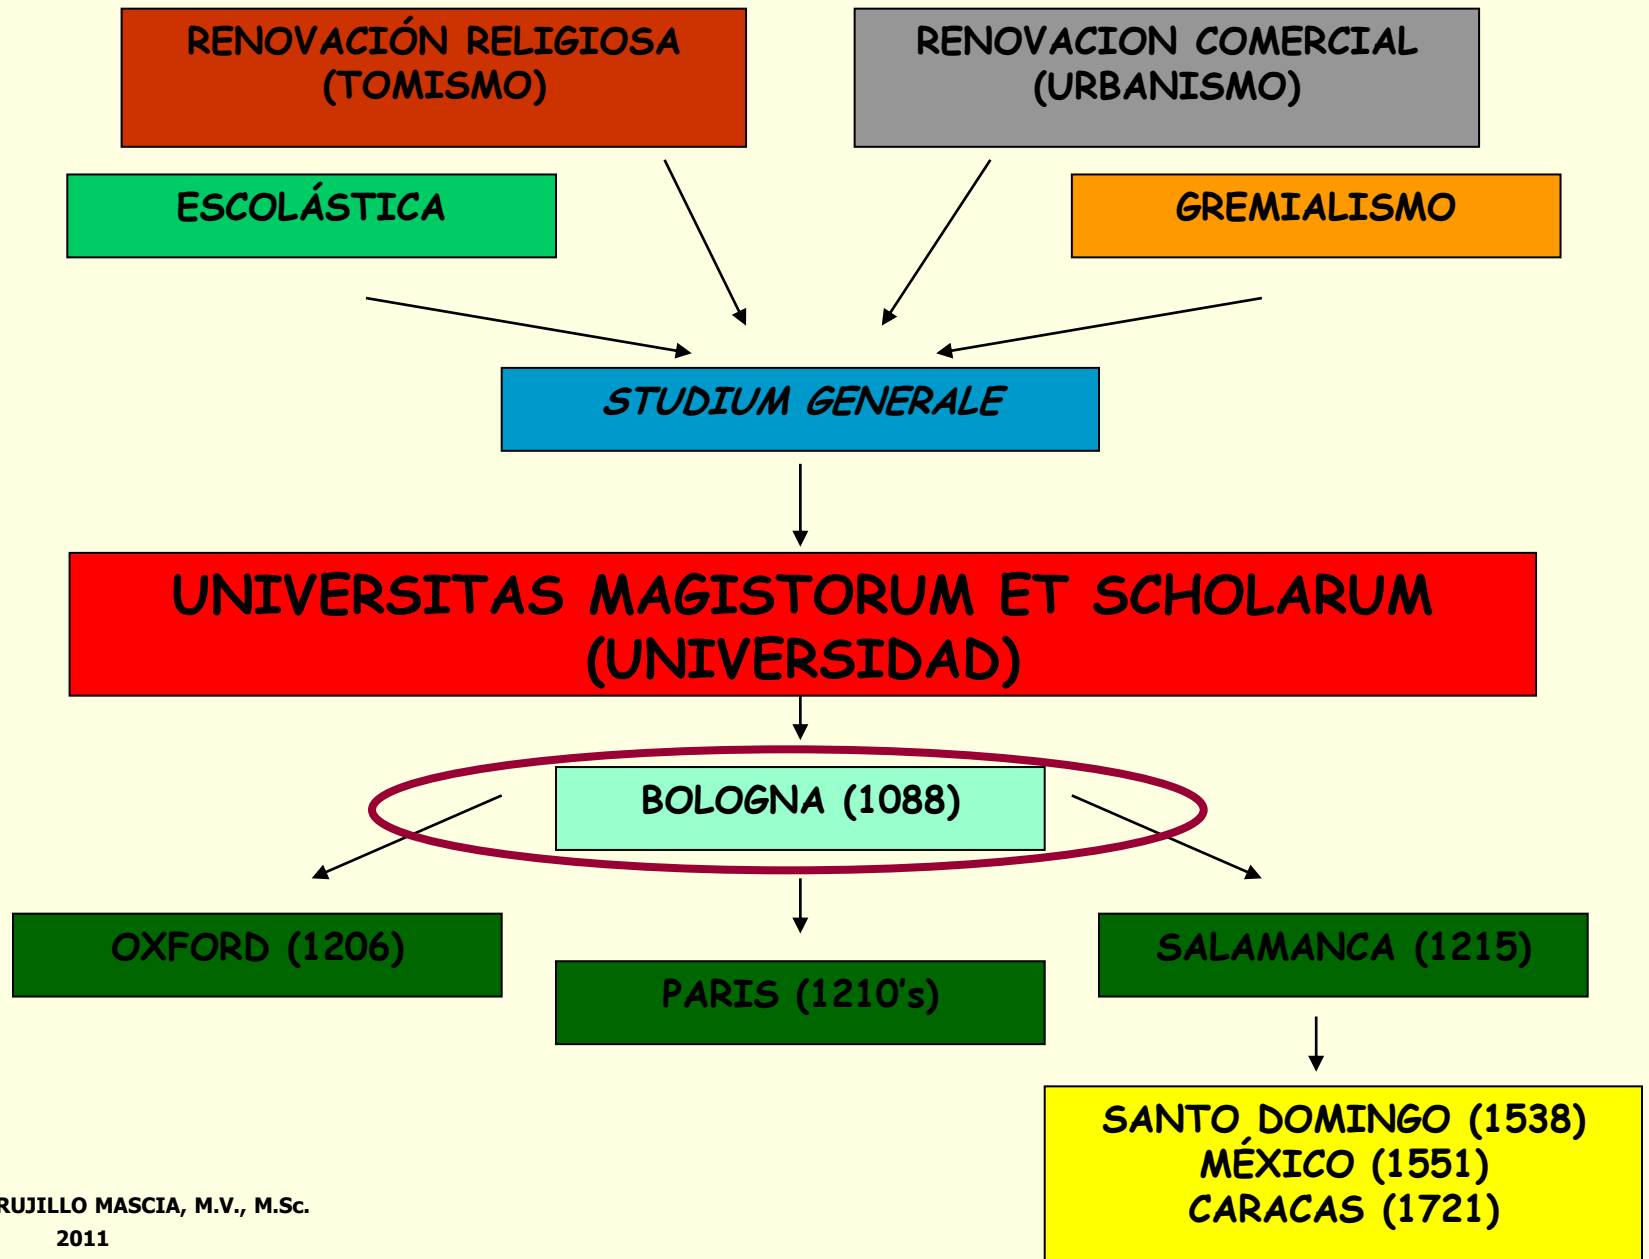 RENOVACIÓN RELIGIOSA
(TOMISMO)
RENOVACION COMERCIAL
(URBANISMO)
ESCOLÁSTICA
GREMIALISMO
STUDIUM GENERALE
UNIVERSITAS MAGISTORUM ET SCHOLARUM
(UNIVERSIDAD)
BOLOGNA (1088)
OXFORD (1206)
PARIS (1210's)
SALAMANCA (1215)
SANTO DOMINGO (1538)
MÉXICO (1551)
CARACAS (1721)
RUJILLO MASCIA, M.V., M.Sc.
2011